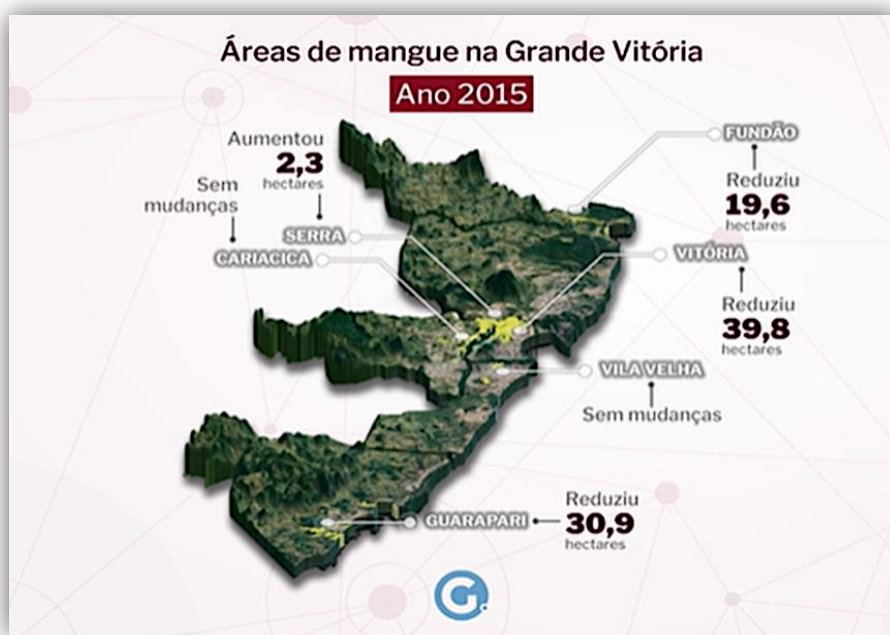 Áreas de mangue na Grande Vitória
Ano 2015
Aumentou
2,3
hectares
Sem
mudanças
SERRA
CARIACICA
FUNDÃO
Reduziu
19,6
hectares
VITÓRIA
Reduziu
39,8
hectares
VILA VELHA
Sem mudanças
GUARAPARI
Reduziu
30,9
hectares
G.